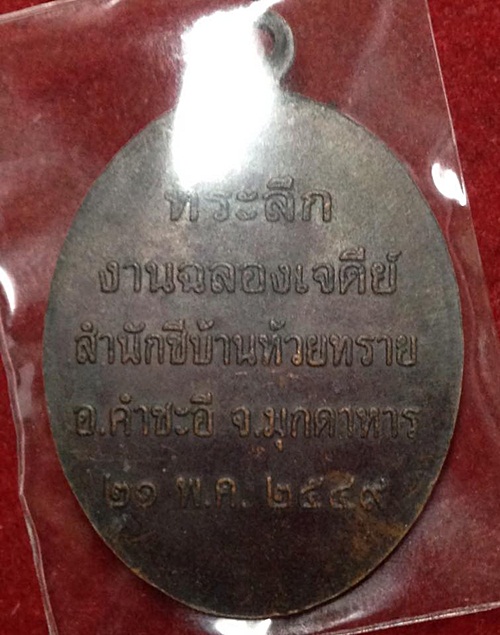 ที่ระลึก
งานฉลองเจดีย์
สำนักชีบ้านห้วยทราย
อ.คำชะอี จ.มุกดาหาร
๒๑ พ.ค. ๒๕๔๙